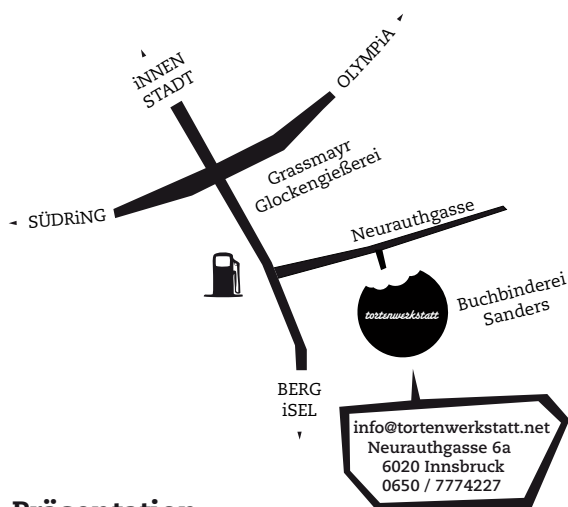 iNNEN
STADT
OLYMPiA
Grassmayr
Glockengießerei
SÜDRiNG
Neurauthgasse
tortenwerkstatt
Buchbinderei
Sanders
BERG
iSEL
info@tortenwerkstatt.net
Neurauthgasse 6a
6020 Innsbruck
0650 / 7774227
Präsentation